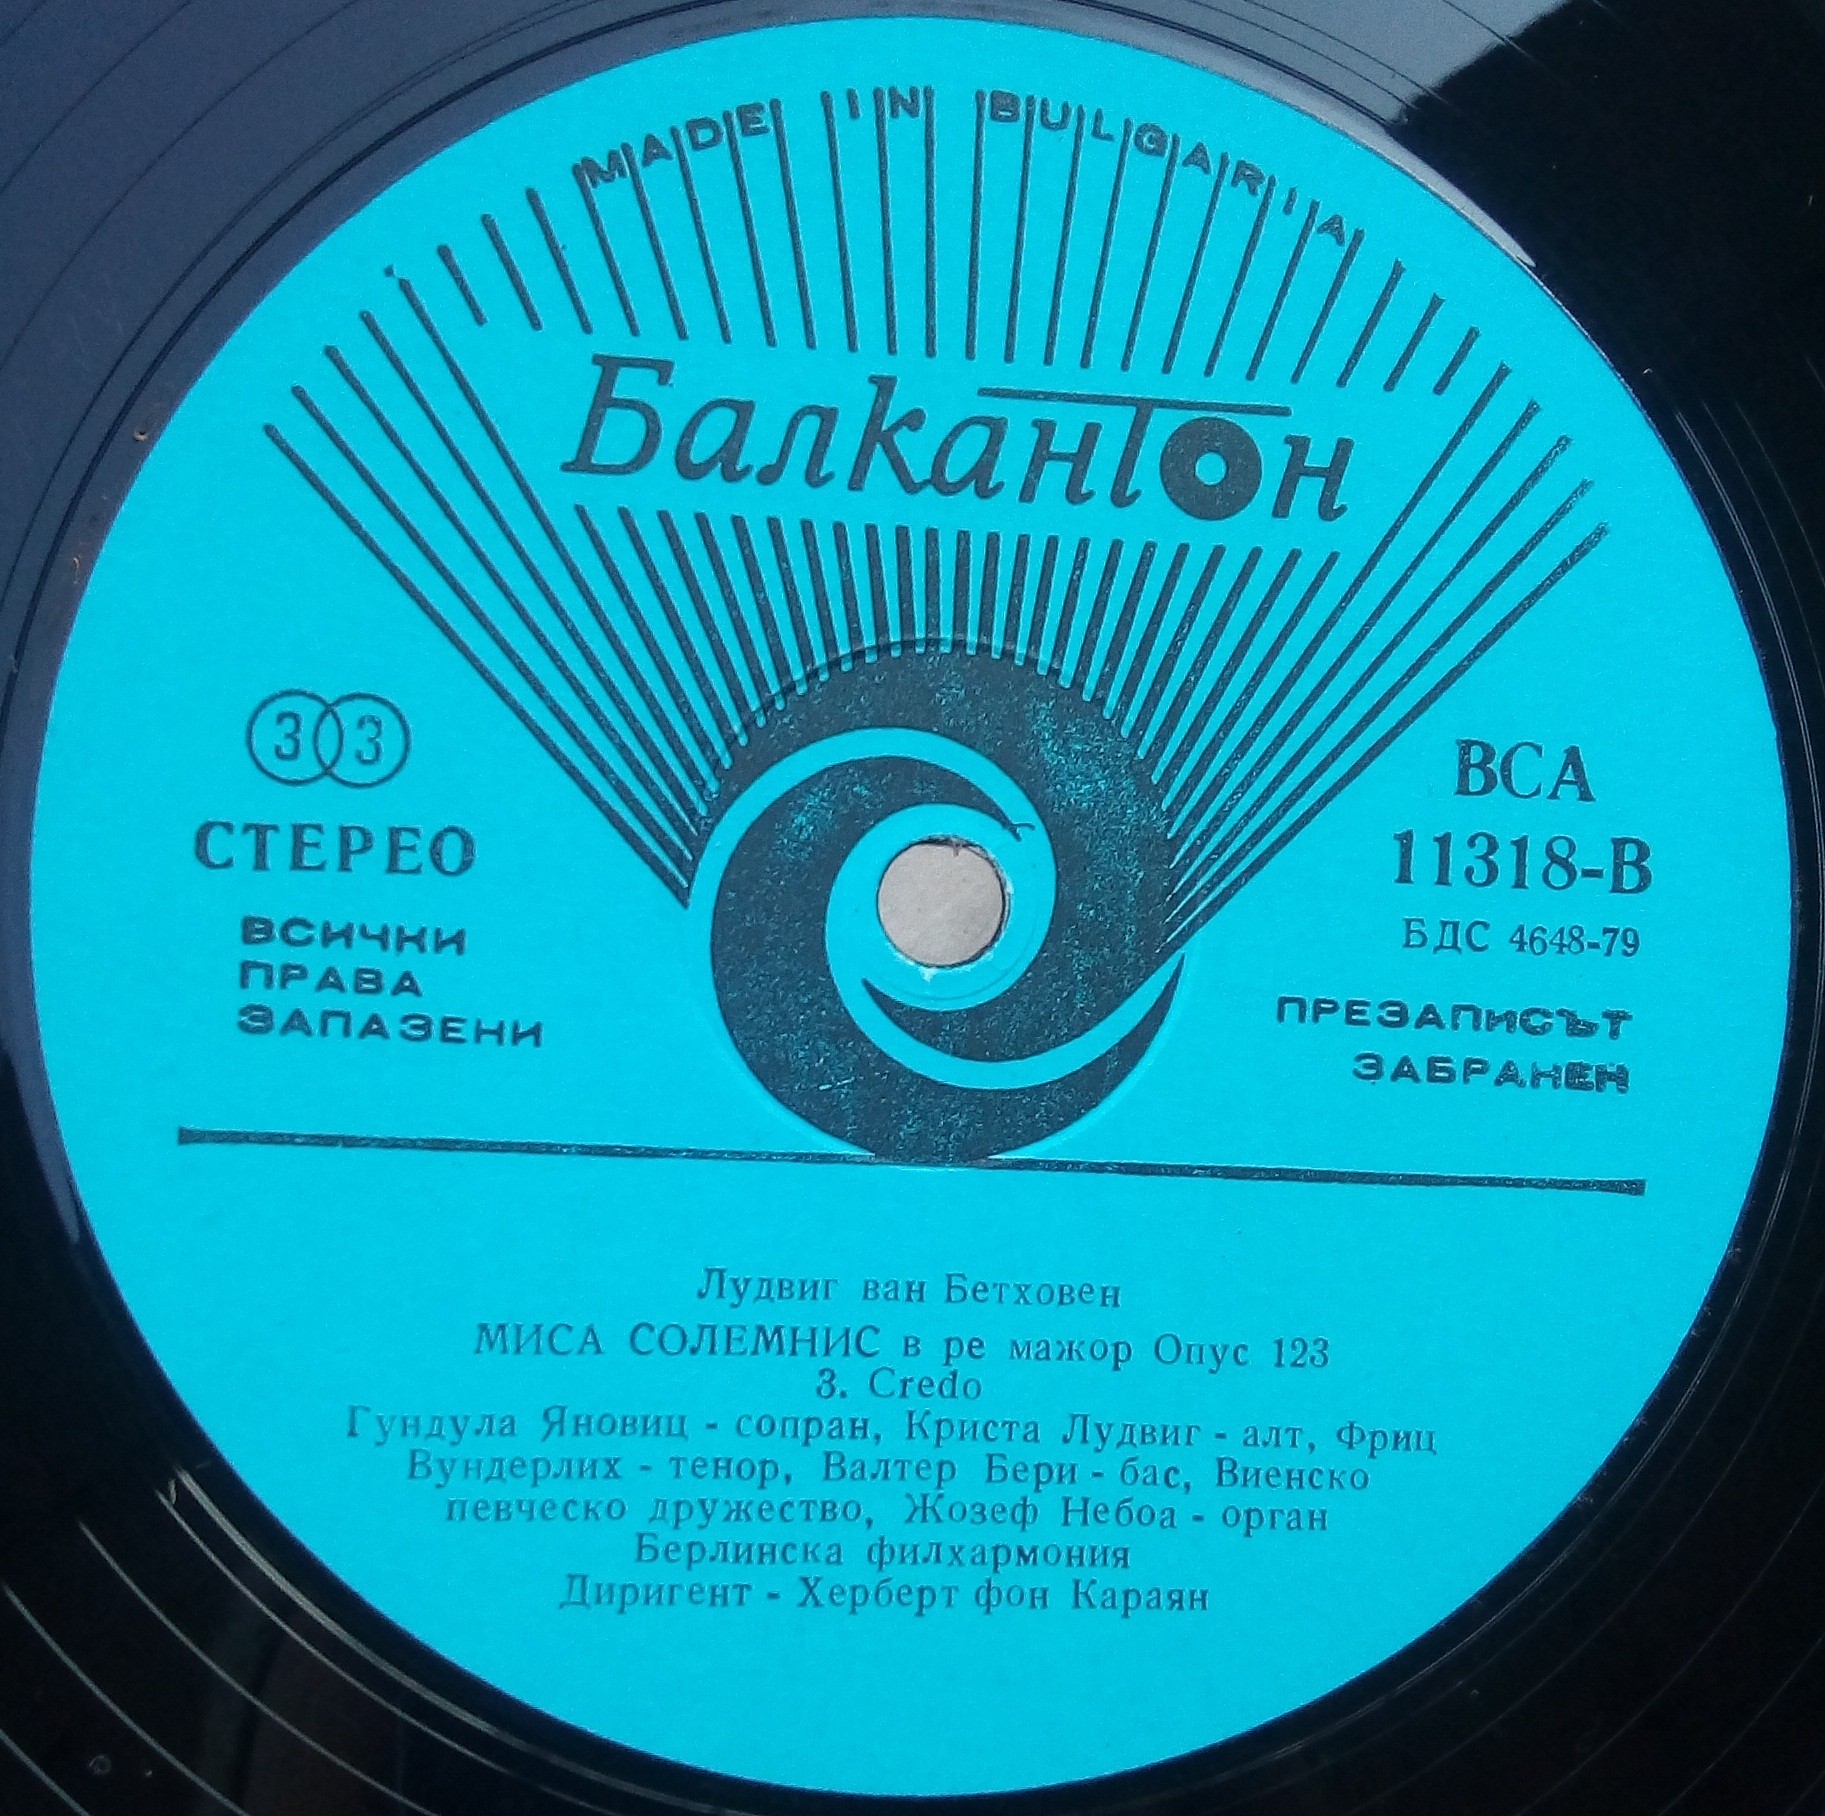 MADE IN BULGARIA
Балкантон
33
СТЕРЕО
ВСИЧКИ
ПРАВА
ЗАПАЗЕНИ
ВСА
11318-В
БДС 4648-79
ПРЕЗАПИСЪТ
ЗАБРАНЕН
Лудвиг ван Бетховен
МИСА СОЛЕМНИС в ре мажор Опус 123
3. Credo
Гундула Яновиц - сопран, Криста Лудвиг - алт, Фриц
Вундерлих - тенор, Валтер Бери - бас, Виенско
певческо дружество, Жозеф Небоа - орган
Берлинска филхармония
Диригент - Херберт фон Караян